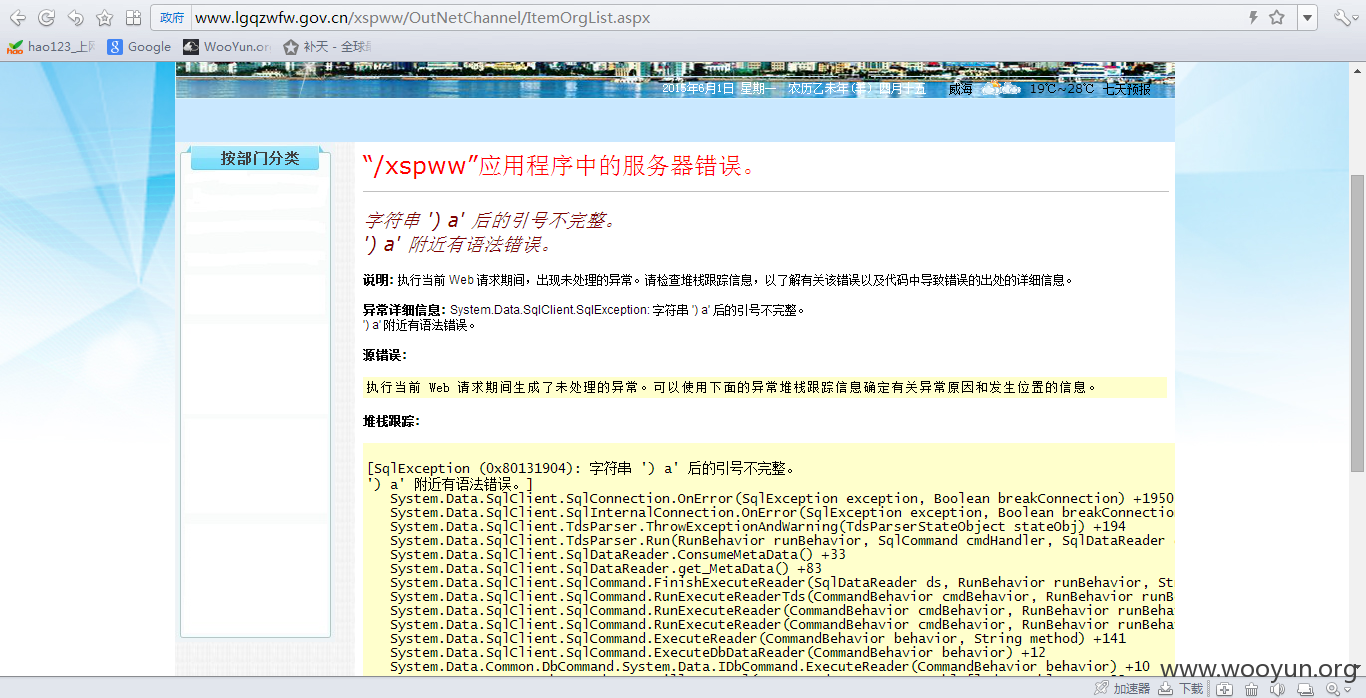 政府 www.lgqzwfw.gov.cn/xspww/OutNetChannel/ItemOrgList.aspx
hao123_上 Google WooYun.or 补天 - 全球
2015年6月1日 星期一 农历乙未年(羊) 四月十五 威海 19℃~28℃ 七天预报
按部门分类
“/xspww”应用程序中的服务器错误。
字符串 ') a' 后的引号不完整。
') a' 附近有语法错误。
说明: 执行当前 Web 请求期间，出现未处理的异常。请检查堆栈跟踪信息，以了解有关该错误以及代码中导致错误的出处的详细信息。
异常详细信息: System.Data.SqlClient.SqlException: 字符串 ') a' 后的引号不完整。
') a' 附近有语法错误。
源错误:
执行当前 Web 请求期间生成了未处理的异常。可以使用下面的异常堆栈跟踪信息确定有关异常原因和发生位置的信息。
堆栈跟踪:
[SqlException (0x80131904): 字符串 ') a' 后的引号不完整。
') a' 附近有语法错误。]
System.Data.SqlClient.SqlConnection.OnError(SqlException exception, Boolean breakConnection) +1950
System.Data.SqlClient.SqlInternalConnection.OnError(SqlException exception, Boolean breakConnectio
System.Data.SqlClient.TdsParser.ThrowExceptionAndWarning(TdsParserStateObject stateObj) +194
System.Data.SqlClient.TdsParser.Run(RunBehavior runBehavior, SqlCommand cmdHandler, SqlDataReader
System.Data.SqlClient.SqlDataReader.ConsumeMetaData() +33
System.Data.SqlClient.SqlDataReader.get_MetaData() +83
System.Data.SqlClient.SqlCommand.FinishExecuteReader(SqlDataReader ds, RunBehavior runBehavior, St
System.Data.SqlClient.SqlCommand.RunExecuteReaderTds(CommandBehavior cmdBehavior, RunBehavior runB
System.Data.SqlClient.SqlCommand.RunExecuteReader(CommandBehavior cmdBehavior, RunBehavior runBeha
System.Data.SqlClient.SqlCommand.RunExecuteReader(CommandBehavior cmdBehavior, RunBehavior runBeha
System.Data.SqlClient.SqlCommand.ExecuteReader(CommandBehavior behavior, String method) +141
System.Data.SqlClient.SqlCommand.ExecuteDbDataReader(CommandBehavior behavior) +12
System.Data.Common.DbCommand.System.Data.IDbCommand.ExecuteReader(CommandBehavior behavior) +10
www.wooyun.org
加速器 下载